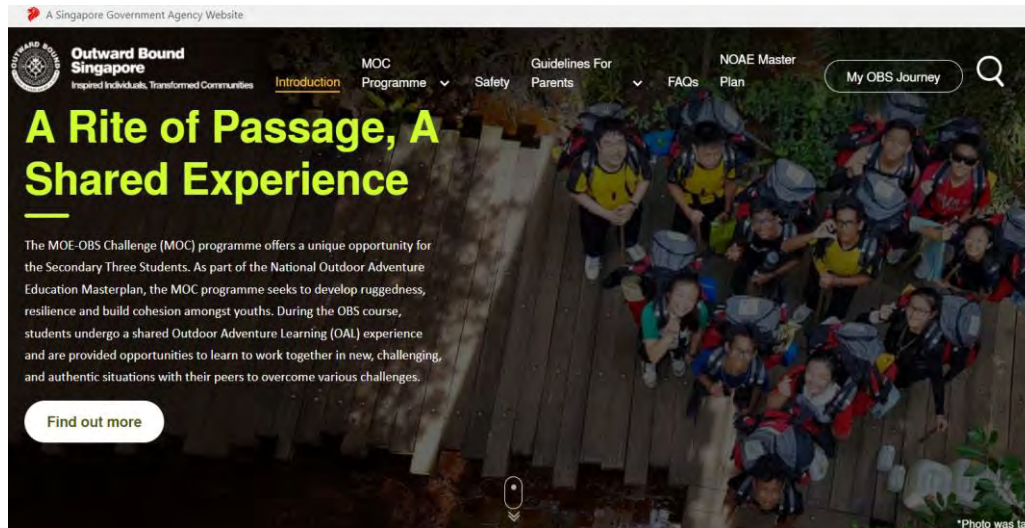 A Singapore Government Agency Website
OUTWARD BOUND
Outward Bound
Singapore
Inspired Individuals, Transformed Communities
Introduction
MOC
Programme
Safety
Guidelines For
Parents
FAQs
NOAE Master
Plan
My OBS Journey
A Rite of Passage, A
Shared Experience
The MOE-OBS Challenge (MOC) programme offers a unique opportunity for
the Secondary Three Students. As part of the National Outdoor Adventure
Education Masterplan, the MOC programme seeks to develop ruggedness,
resilience and build cohesion amongst youths. During the OBS course,
students undergo a shared Outdoor Adventure Learning (OAL) experience
and are provided opportunities to learn to work together in new, challenging,
and authentic situations with their peers to overcome various challenges.
Find out more
*Photo was ta